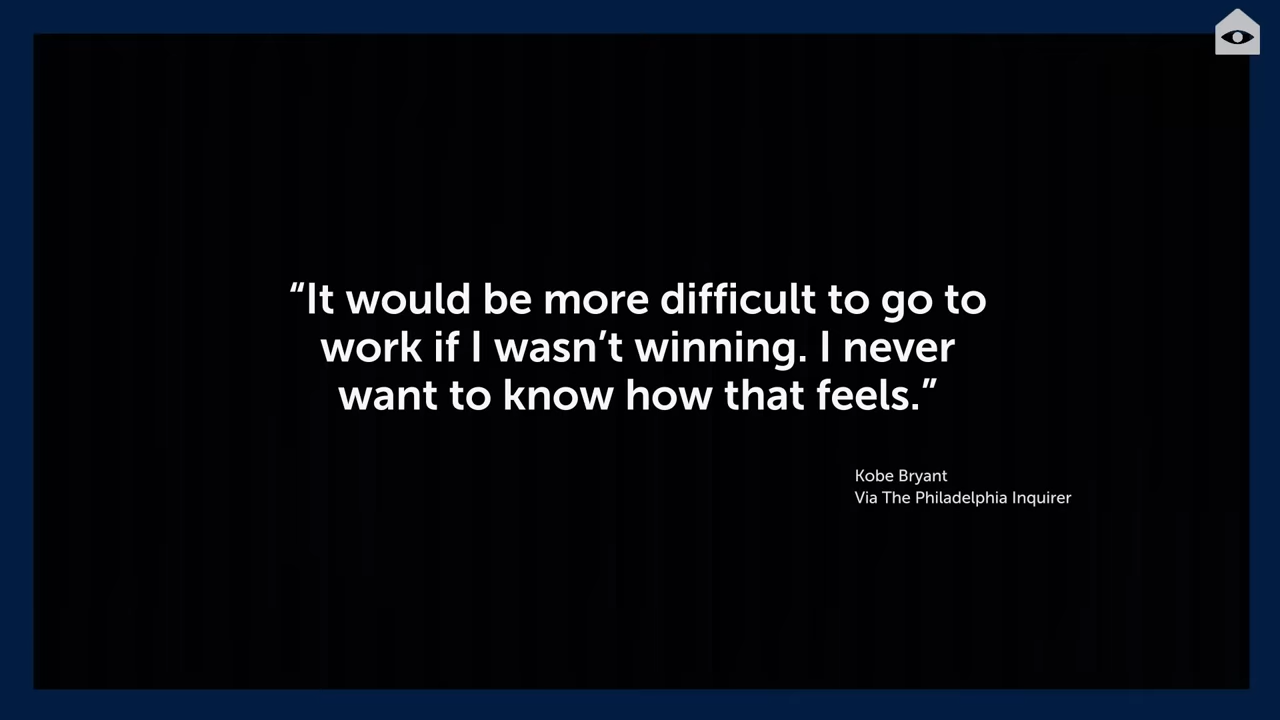 “It would be more difficult to go to
work if I wasn’t winning. I never
want to know how that feels.”
Kobe Bryant
Via The Philadelphia Inquirer